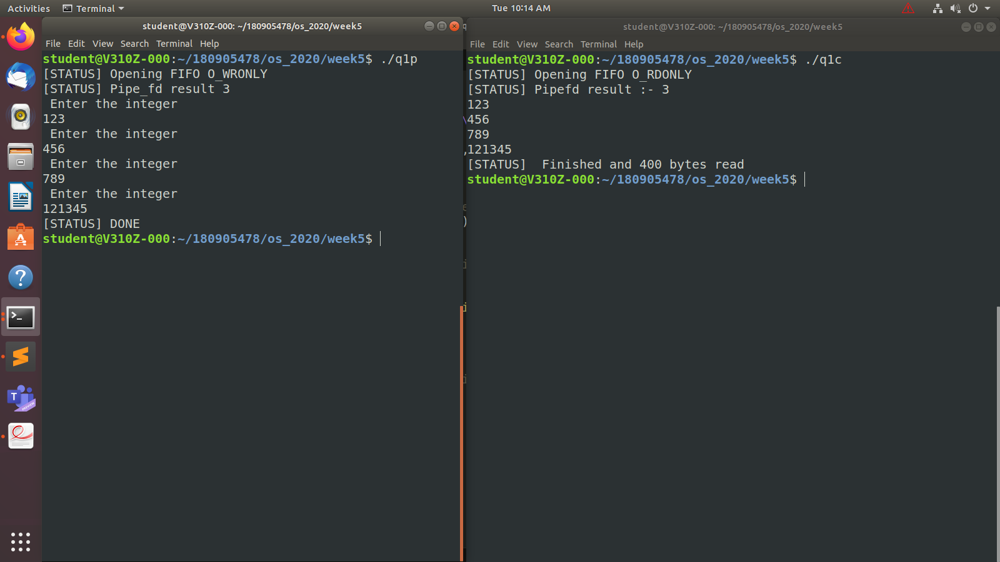 Activities Terminal Tue 10:14 AM
student@V310Z-000: ~/180905478/os_2020/week5
File Edit View Search Terminal Help
student@V310Z-000:~/180905478/os_2020/week5$ ./q1p
[STATUS] Opening FIFO O_WRONLY
[STATUS] Pipe_fd result 3
Enter the integer
123
Enter the integer
456
Enter the integer
789
Enter the integer
121345
[STATUS] DONE
student@V310Z-000:~/180905478/os_2020/week5$
student@V310Z-000: ~/180905478/os_2020/week5
File Edit View Search Terminal Help
student@V310Z-000:~/180905478/os_2020/week5$ ./q1c
[STATUS] Opening FIFO O_RDONLY
[STATUS] Pipefd result :- 3
123
456
789
121345
[STATUS]  Finished and 400 bytes read
student@V310Z-000:~/180905478/os_2020/week5$
T
PREVIEW